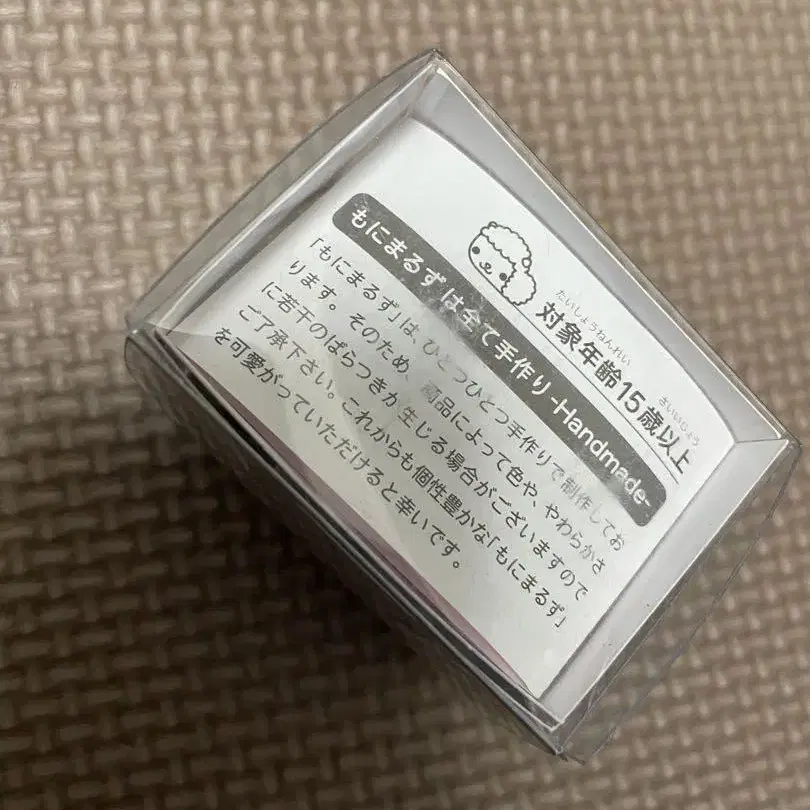 たいしょうねんれい さいいじょう
対象年齢15歳以上
もにまるずは全て手作り-Handmade-
「もにまるず」は、ひとつひとつ手作りで制作してお
ります。そのため、商品によって色や、やわらかさ
に若干のばらつきが生じる場合がございますので
ご了承下さい。これからも個性豊かな「もにまるず」
を可愛がっていただけると幸いです。